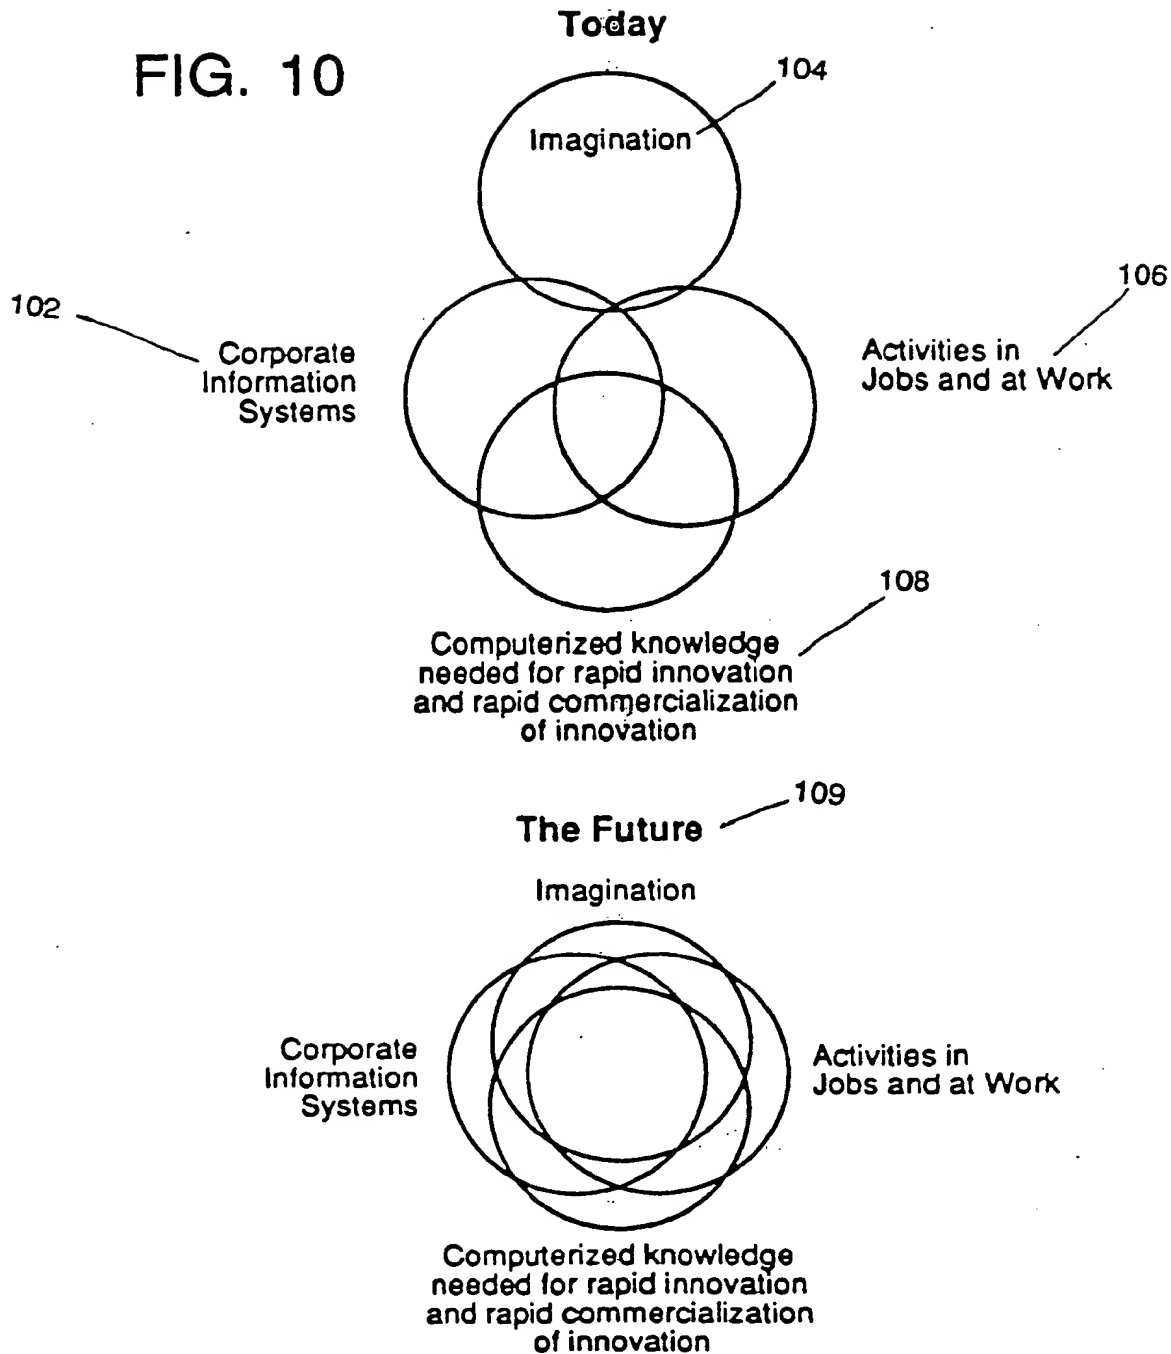 Today
FIG. 10
104
Imagination
106
102
Corporate
Information
Systems
Activities in
Jobs and at Work
108
Computerized knowledge
needed for rapid innovation
and rapid commercialization
of innovation
109
The Future
Imagination
Corporate
Information
Systems
Activities in
Jobs and at Work
Computerized knowledge
needed for rapid innovation
and rapid commercialization
of innovation